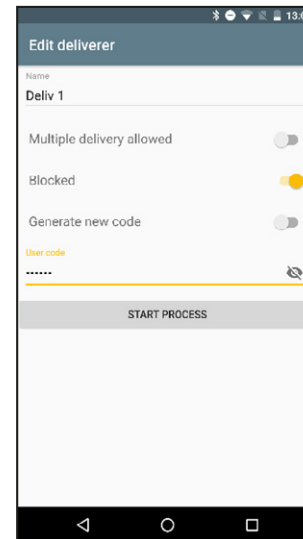 13:0
Edit deliverer
Name
Deliv 1
Multiple delivery allowed
Blocked
Generate new code
User code
······
START PROCESS